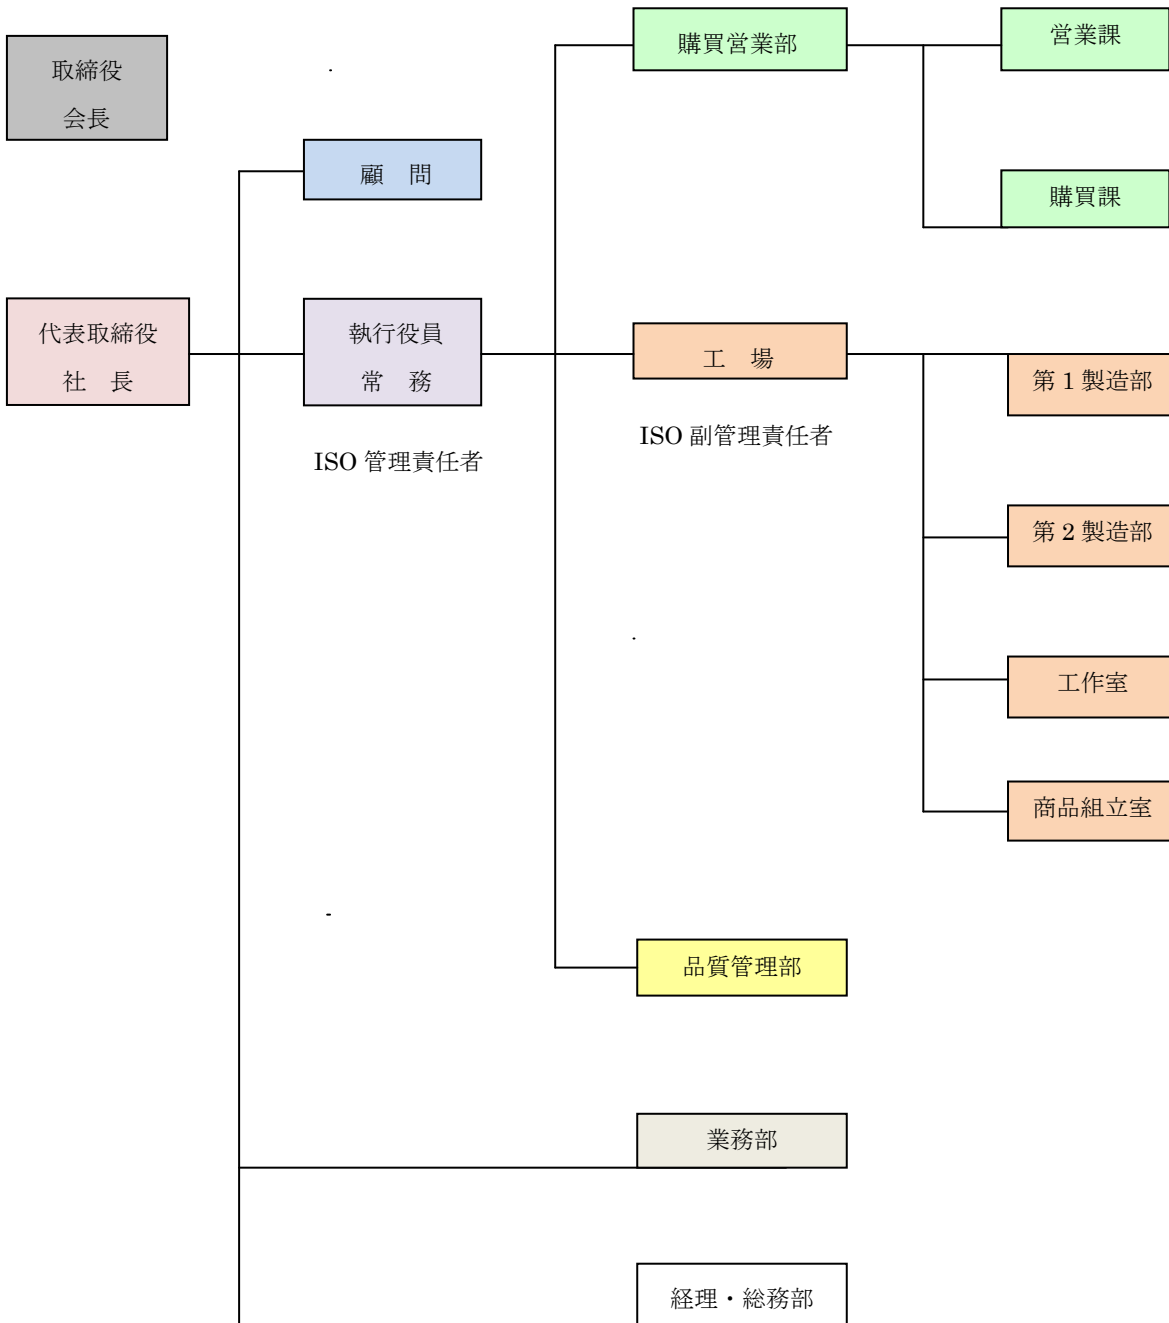 取締役
会長
顧　問
代表取締役
社　長
執行役員
常　務
ISO 管理責任者
購買営業部
営業課
購買課
工　場
ISO 副管理責任者
第 1 製造部
第 2 製造部
工作室
商品組立室
品質管理部
業務部
経理・総務部